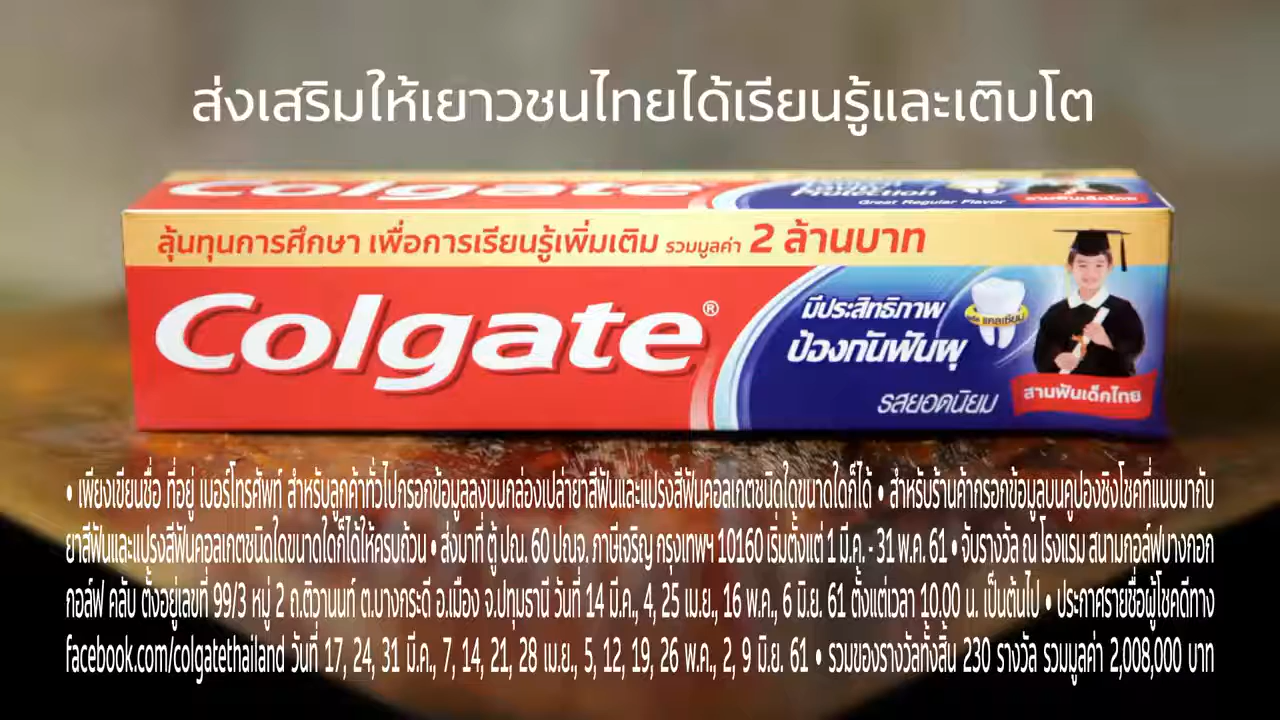 ส่งเสริมให้เยาวชนไทยได้เรียนรู้และเติบโต
Colgate
Cavity
Protection
Great Regular Flavor
สานฟันเด็กไทย
ลุ้นทุนการศึกษา เพื่อการเรียนรู้เพิ่มเติม รวมมูลค่า 2 ล้านบาท
Colgate®
มีประสิทธิภาพ
ป้องกันฟันผุ
แคลเซียม
รสยอดนิยม
สานฟันเด็กไทย
• เพียงเขียนชื่อ ที่อยู่ เบอร์โทรศัพท์ สำหรับลูกค้าทั่วไปกรอกข้อมูลลงบนกล่องเปล่ายาสีฟันและแปรงสีฟันคอลเกตชนิดใดขนาดใดก็ได้ • สำหรับร้านค้ากรอกข้อมูลบนคูปองชิงโชคที่แนบมากับ
ยาสีฟันและแปรงสีฟันคอลเกตชนิดใดขนาดใดก็ได้ให้ครบถ้วน • ส่งมาที่ ตู้ ปณ. 60 ปณจ. ภาษีเจริญ กรุงเทพฯ 10160 เริ่มตั้งแต่ 1 มี.ค. - 31 พ.ค. 61 • จับรางวัล ณ โรงแรม สนามกอล์ฟบางกอก
กอล์ฟ คลับ ตั้งอยู่เลขที่ 99/3 หมู่ 2 ถ.ติวานนท์ ต.บางกระดี อ.เมือง จ.ปทุมธานี วันที่ 14 มี.ค., 4, 25 เม.ย., 16 พ.ค., 6 มิ.ย. 61 ตั้งแต่เวลา 10.00 น. เป็นต้นไป • ประกาศรายชื่อผู้โชคดีทาง
facebook.com/colgatethailand วันที่ 17, 24, 31 มี.ค., 7, 14, 21, 28 เม.ย., 5, 12, 19, 26 พ.ค., 2, 9 มิ.ย. 61 • รวมของรางวัลทั้งสิ้น 230 รางวัล รวมมูลค่า 2,008,000 บาท